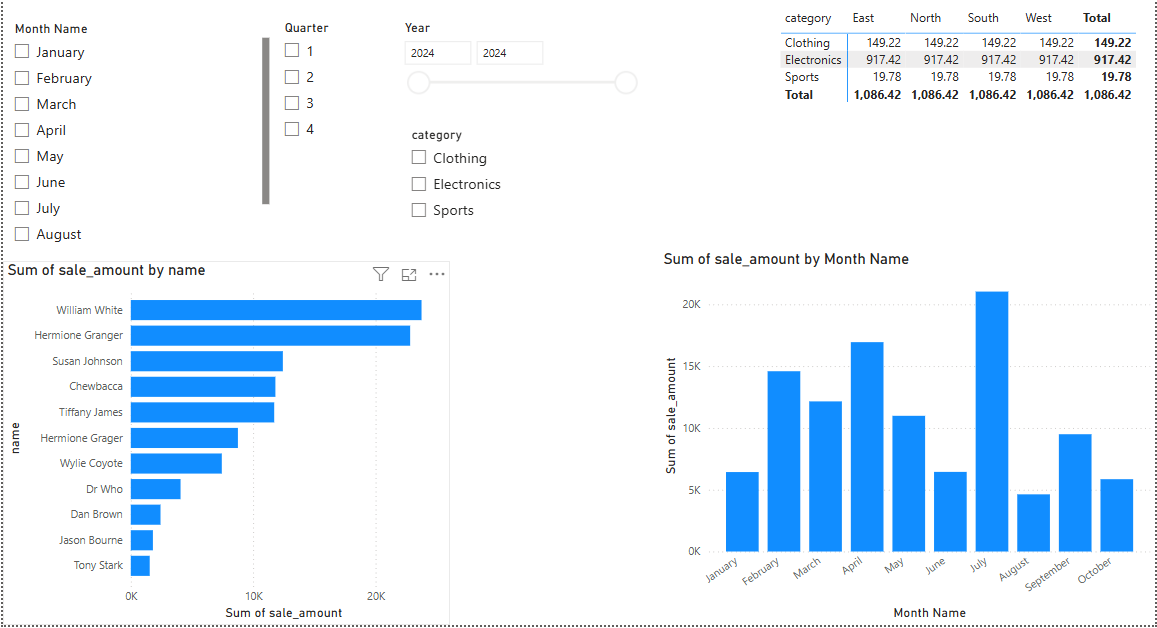 Month Name
January
February
March
April
May
June
July
August
Quarter
1
2
3
4
Year
2024 2024
category
Clothing
Electronics
Sports
category East North South West Total
Clothing 149.22 149.22 149.22 149.22 149.22
Electronics 917.42 917.42 917.42 917.42 917.42
Sports 19.78 19.78 19.78 19.78 19.78
Total 1,086.42 1,086.42 1,086.42 1,086.42 1,086.42
Sum of sale_amount by name
name
William White
Hermione Granger
Susan Johnson
Chewbacca
Tiffany James
Hermione Grager
Wylie Coyote
Dr Who
Dan Brown
Jason Bourne
Tony Stark
0K 10K 20K
Sum of sale_amount
Sum of sale_amount by Month Name
Sum of sale_amount
20K
15K
10K
5K
0K
January February March April May June July August September October
Month Name